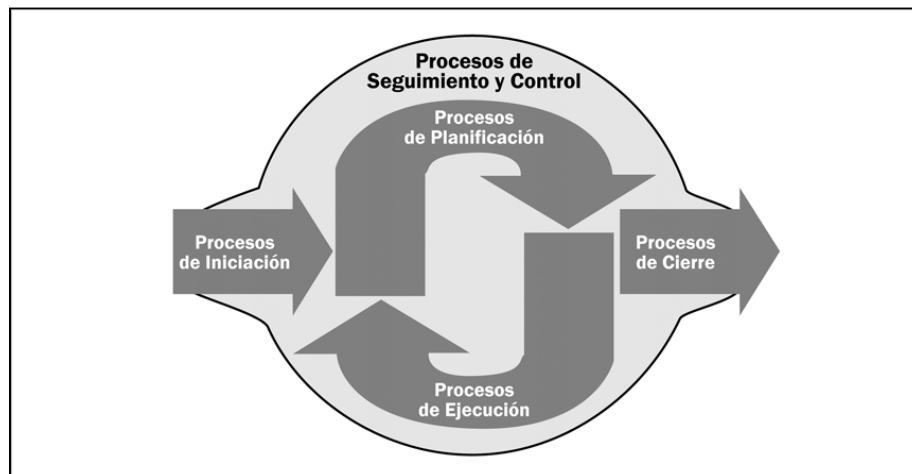 Procesos de
Seguimiento y Control
Procesos
de Planificación
Procesos
de Iniciación
Procesos
de Cierre
Procesos
de Ejecución